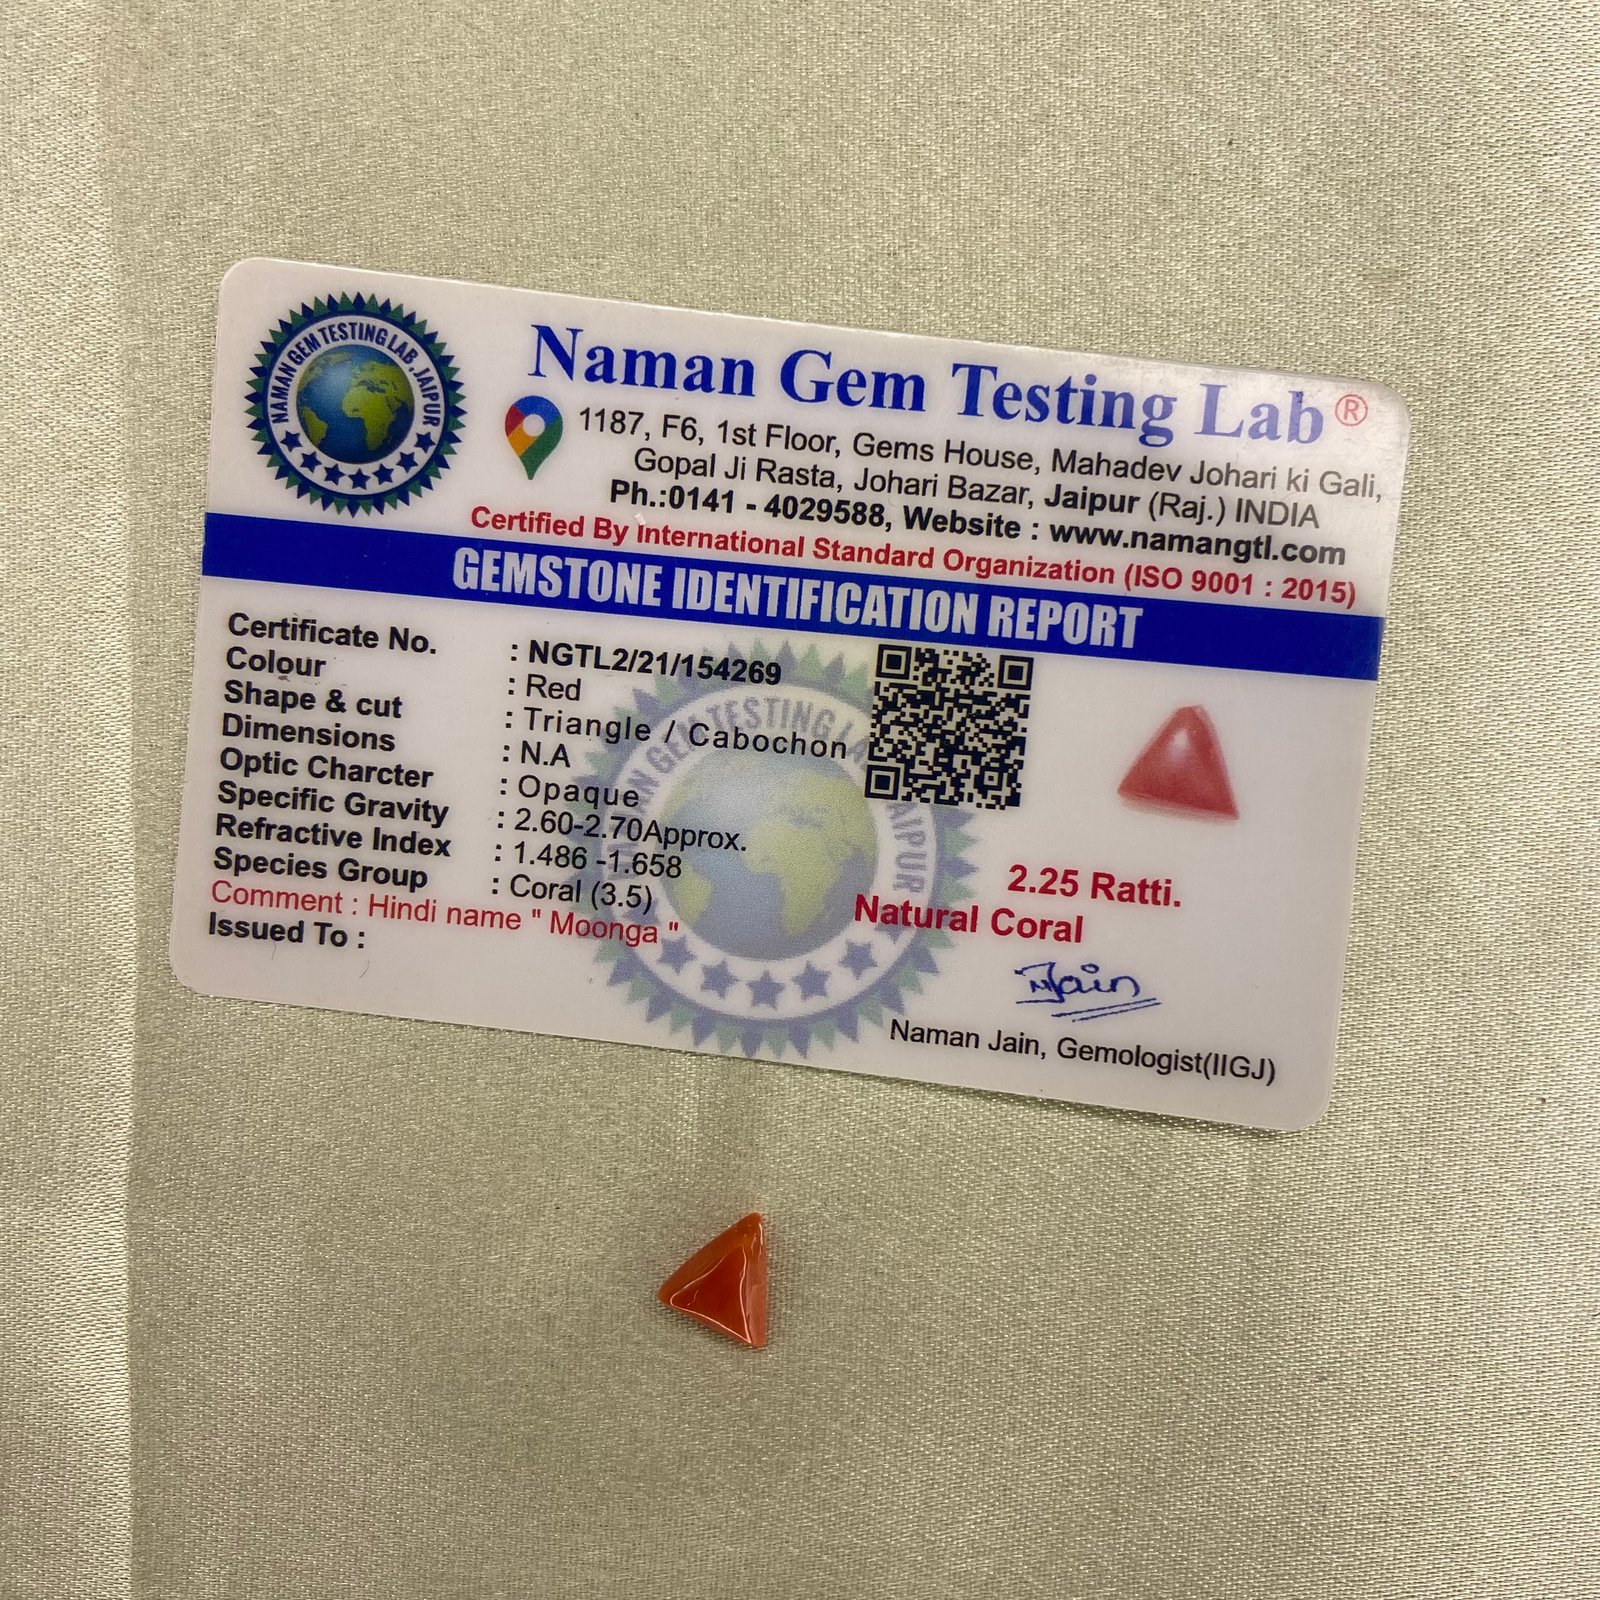 NAMAN GEM TESTING LAB, JAIPUR
Naman Gem Testing Lab®
1187, F6, 1st Floor, Gems House, Mahadev Johari ki Gali,
Gopal Ji Rasta, Johari Bazar, Jaipur (Raj.) INDIA
Ph.:0141 - 4029588, Website : www.namangtl.com
Certified By International Standard Organization (ISO 9001 : 2015)
GEMSTONE IDENTIFICATION REPORT
Certificate No. : NGTL2/21/154269
Colour : Red
Shape & cut : Triangle / Cabochon
Dimensions : N.A
Optic Charcter : Opaque
Specific Gravity : 2.60-2.70Approx.
Refractive Index : 1.486 -1.658
Species Group : Coral (3.5)
Comment : Hindi name " Moonga "
Issued To :
2.25 Ratti.
Natural Coral
NJain
Naman Jain, Gemologist(IIGJ)